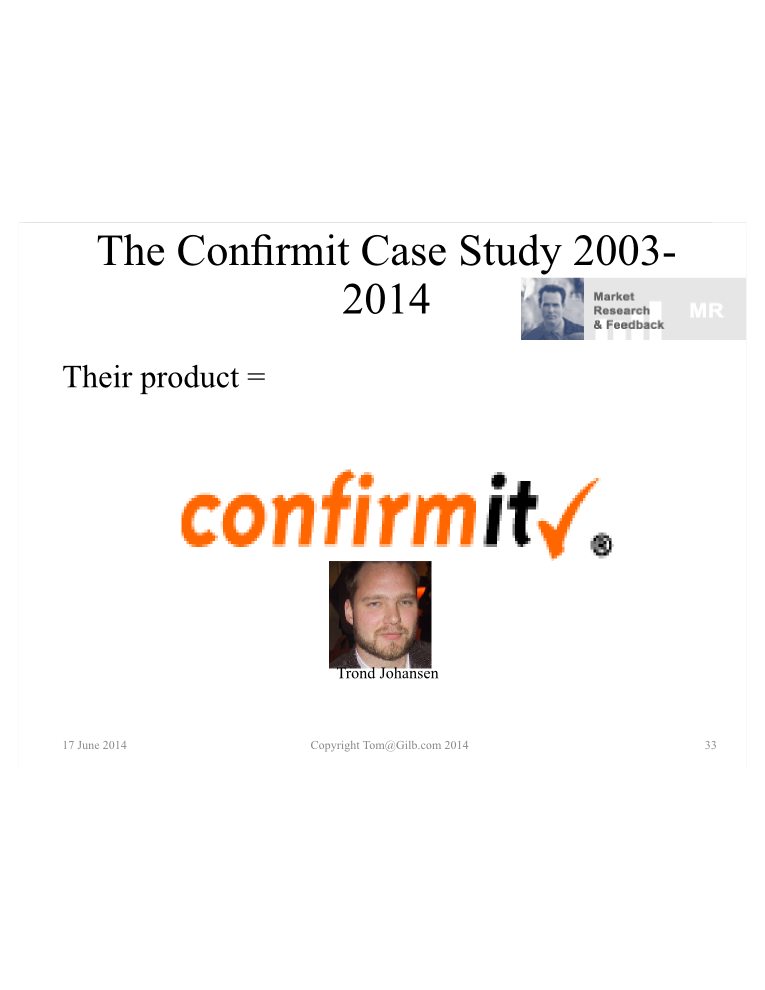 The Confirmit Case Study 2003-
2014
Market
Research
& Feedback
MR
Their product =
confirmit®
Trond Johansen
17 June 2014
Copyright Tom@Gilb.com 2014
33